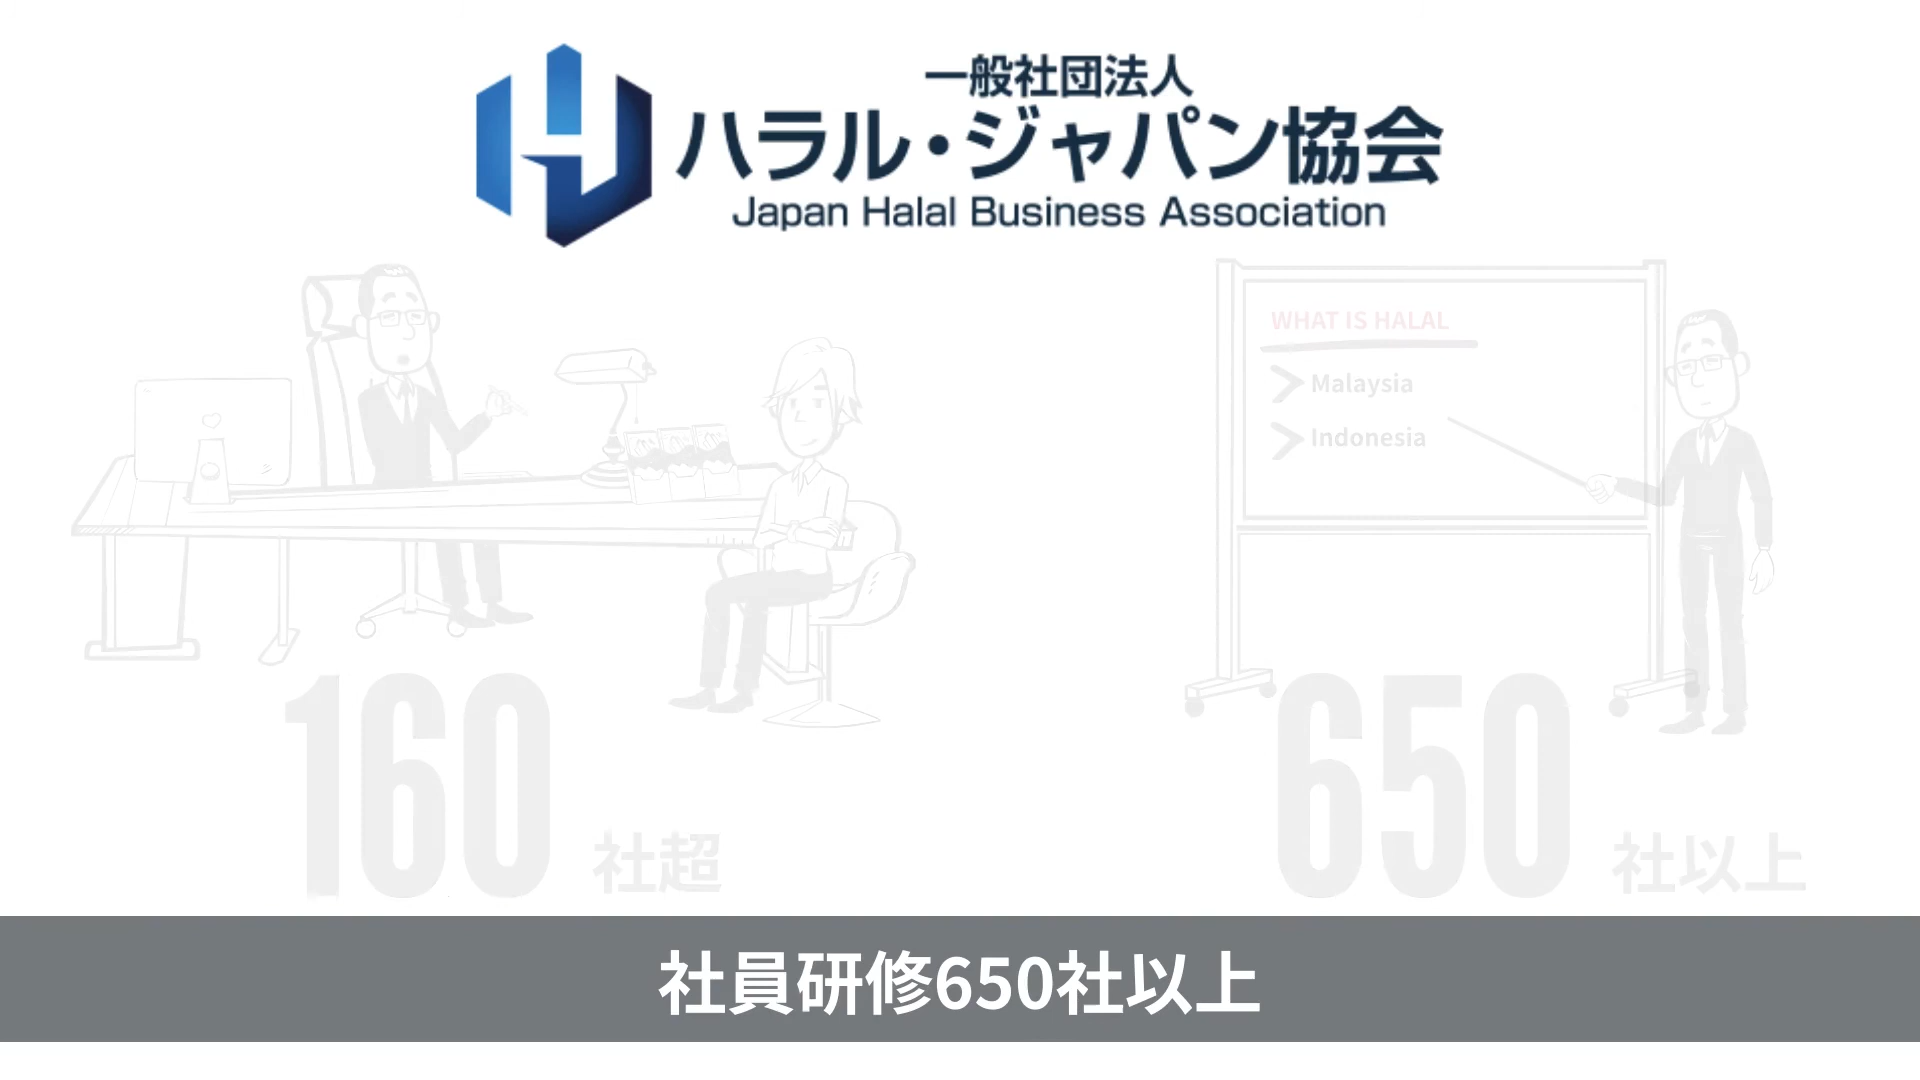 一般社団法人
ハラル・ジャパン協会
Japan Halal Business Association
WHAT IS HALAL
Malaysia
Indonesia
160 社超
650 社以上
社員研修650社以上